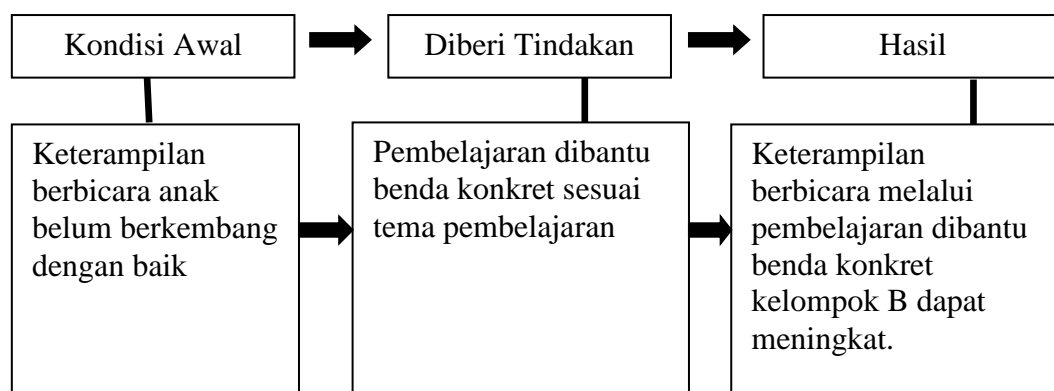 Kondisi Awal
Diberi Tindakan
Hasil
Keterampilan
berbicara anak
belum berkembang
dengan baik
Pembelajaran dibantu
benda konkret sesuai
tema pembelajaran
Keterampilan
berbicara melalui
pembelajaran dibantu
benda konkret
kelompok B dapat
meningkat.